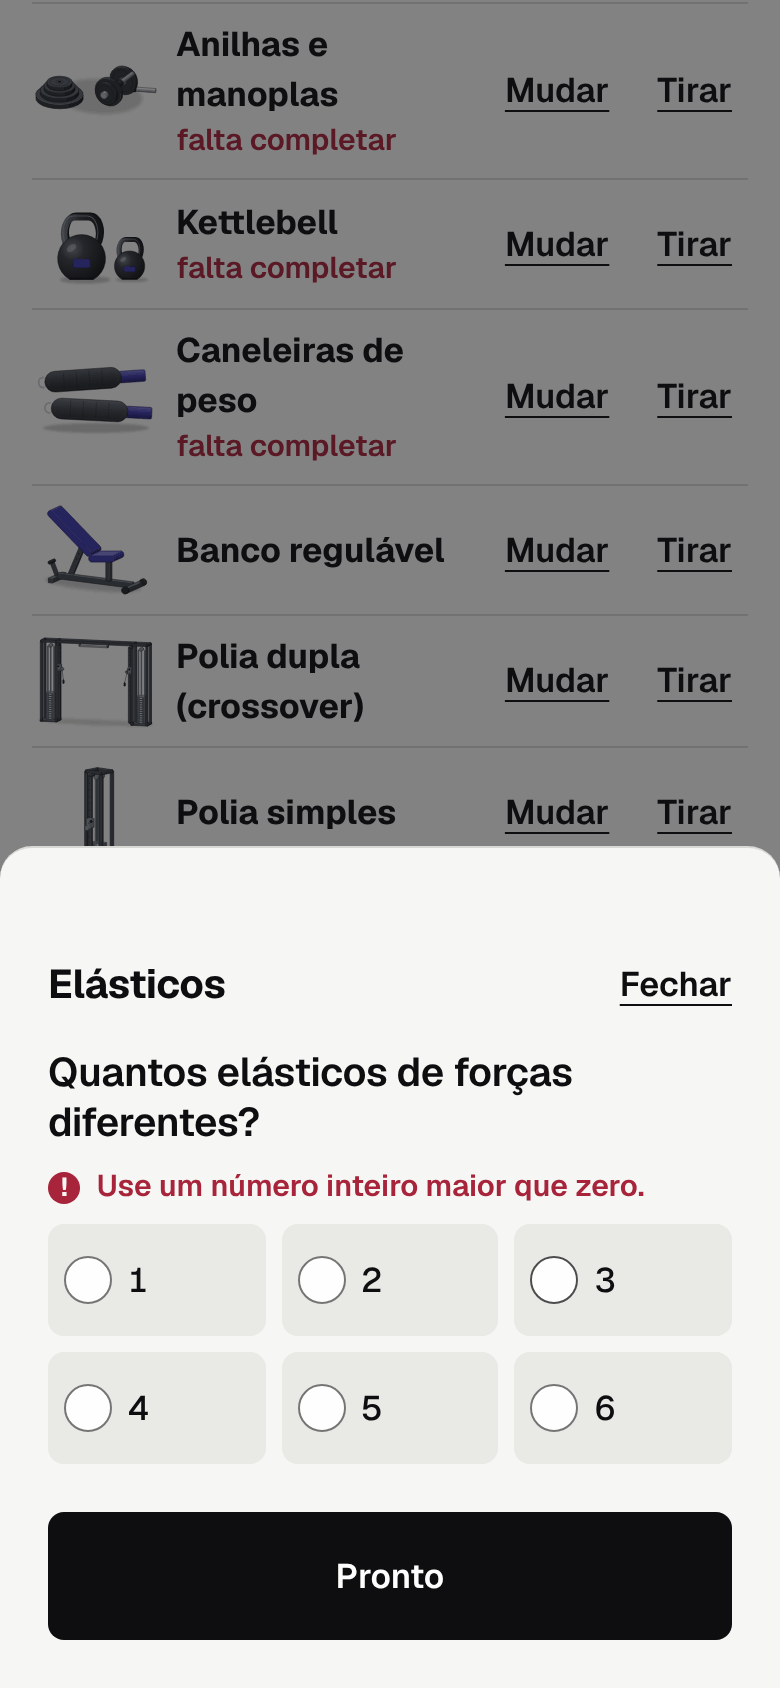 Anilhas e
manoplas
falta completar
Mudar Tirar
Kettlebell
falta completar
Mudar Tirar
Caneleiras de
peso
falta completar
Mudar Tirar
Banco regulável Mudar Tirar
Polia dupla
(crossover)
Mudar Tirar
Polia simples Mudar Tirar
Elásticos Fechar
Quantos elásticos de forças
diferentes?
! Use um número inteiro maior que zero.
1 2 3
4 5 6
Pronto